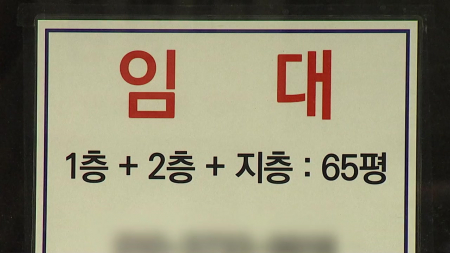 임 대
1층 + 2층 + 지층 : 65평